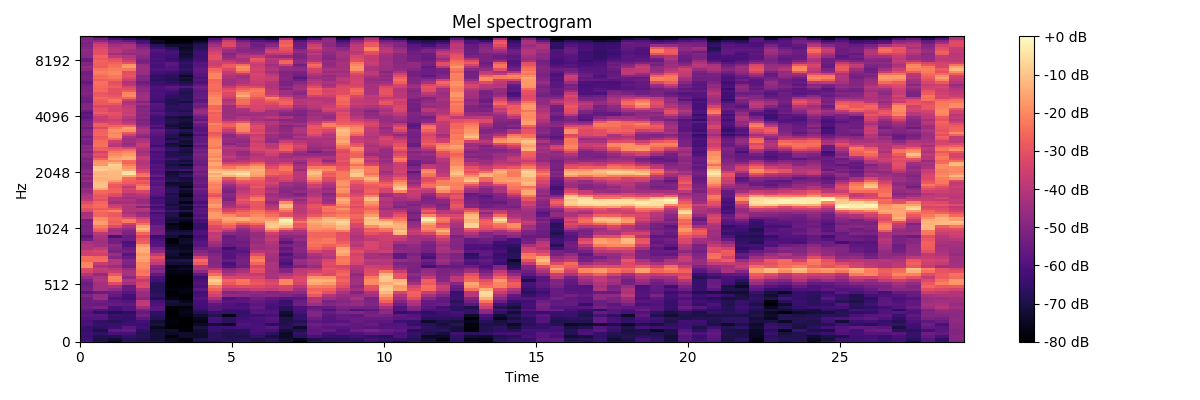 Mel spectrogram
+0 dB
8192
-10 dB
-20 dB
4096
-30 dB
Hz
2048
-40 dB
-50 dB
1024
-60 dB
512
-70 dB
0
-80 dB
0 5 10 15 20 25
Time